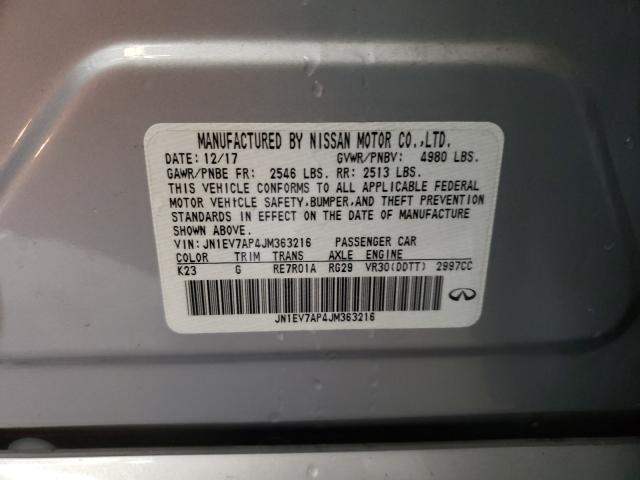 MANUFACTURED BY NISSAN MOTOR CO.,LTD.
DATE: 12/17 GVWR/PNBV: 4980 LBS.
GAWR/PNBE FR: 2546 LBS. RR: 2513 LBS.
THIS VEHICLE CONFORMS TO ALL APPLICABLE FEDERAL
MOTOR VEHICLE SAFETY,BUMPER,AND THEFT PREVENTION
STANDARDS IN EFFECT ON THE DATE OF MANUFACTURE
SHOWN ABOVE.
VIN: JN1EV7AP4JM363216 PASSENGER CAR
COLOR TRIM TRANS AXLE ENGINE
K23 G RE7R01A RG29 VR30(DDTT) 2997CC
JN1EV7AP4JM363216